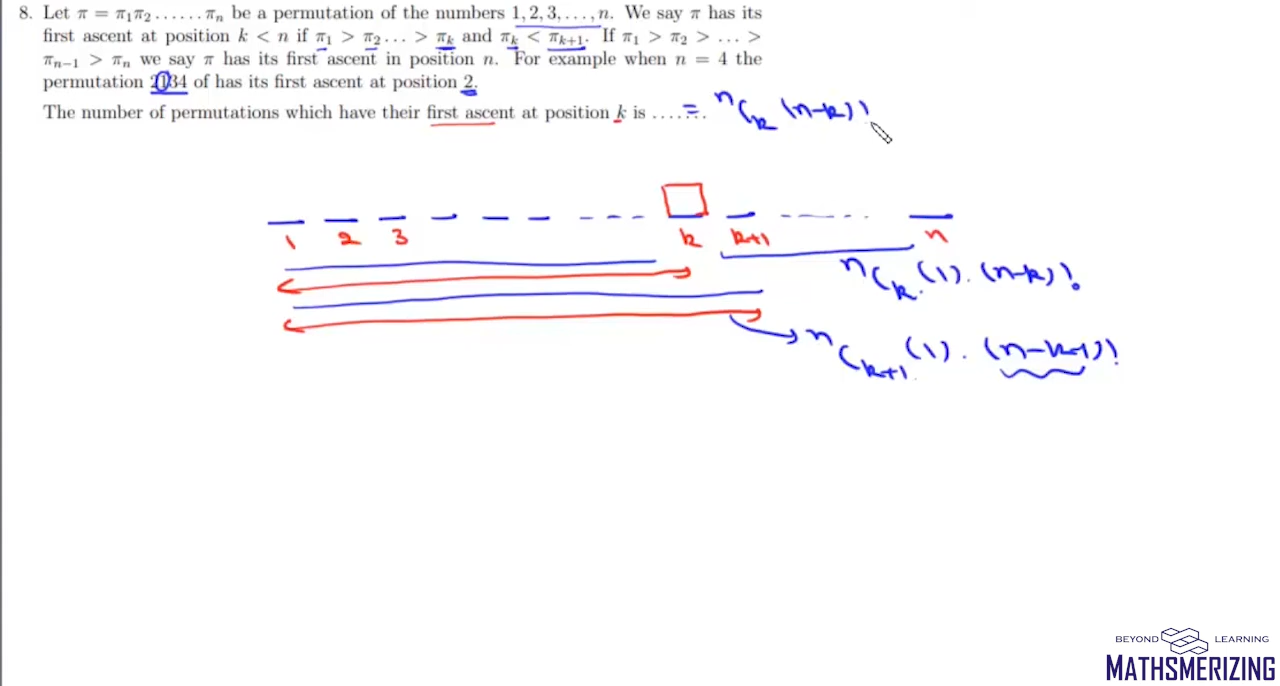 8. Let π = π₁π₂ . . . . . . πₙ be a permutation of the numbers 1, 2, 3, . . . , n. We say π has its
first ascent at position k < n if π₁ > π₂ . . . > πₖ and πₖ < πₖ₊₁. If π₁ > π₂ > . . . >
πₙ₋₁ > πₙ we say π has its first ascent in position n. For example when n = 4 the
permutation 2134 of has its first ascent at position 2.
The number of permutations which have their first ascent at position k is . . . . . . . = ⁿCₖ (n-k)!
1 2 3 k k+1 n
ⁿCₖ. (1). (n-k)!
ⁿCₖ₊₁ (1). (n-k-1)!
BEYOND LEARNING
MATHSMERIZING